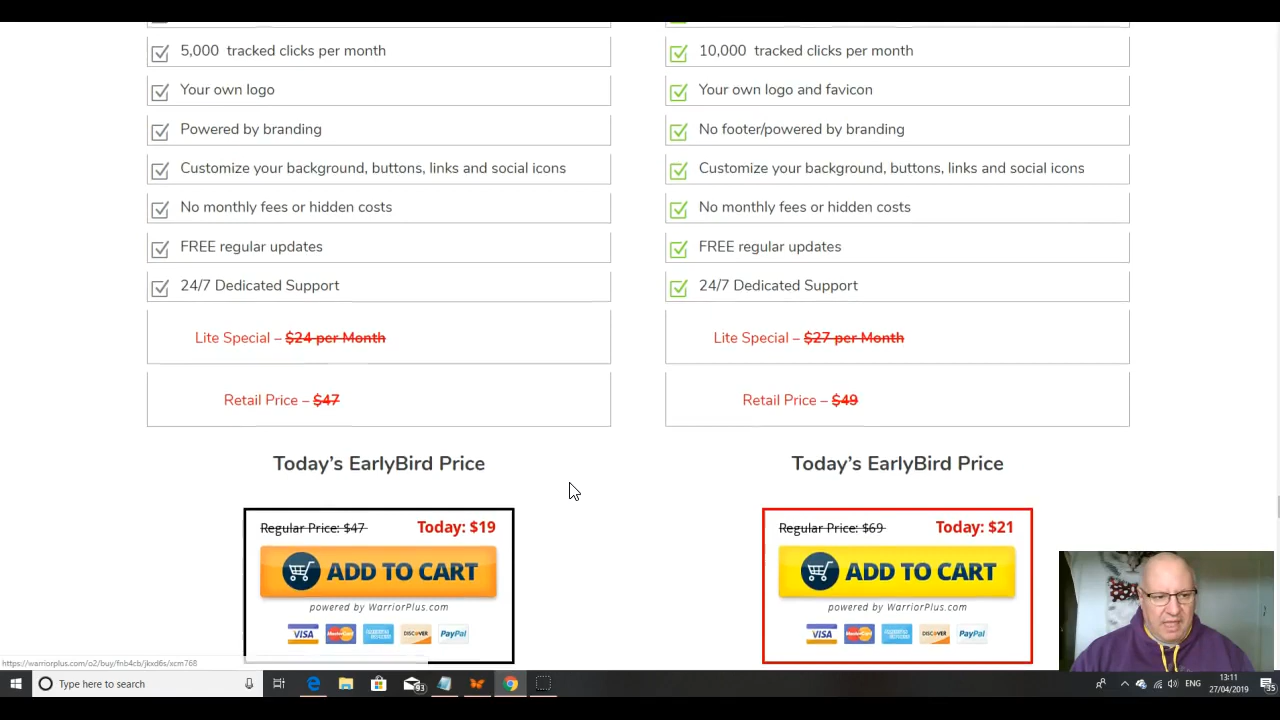 5,000 tracked clicks per month
Your own logo
Powered by branding
Customize your background, buttons, links and social icons
No monthly fees or hidden costs
FREE regular updates
24/7 Dedicated Support
Lite Special – $24 per Month
Retail Price – $47
Today's EarlyBird Price
Regular Price: $47 Today: $19
ADD TO CART
powered by WarriorPlus.com
VISA MasterCard DISCOVER PayPal
10,000 tracked clicks per month
Your own logo and favicon
No footer/powered by branding
Customize your background, buttons, links and social icons
No monthly fees or hidden costs
FREE regular updates
24/7 Dedicated Support
Lite Special – $27 per Month
Retail Price – $49
Today's EarlyBird Price
Regular Price: $69 Today: $21
ADD TO CART
powered by WarriorPlus.com
VISA MasterCard DISCOVER PayPal
Type here to search
93
ENG
13:11
27/04/2019
35